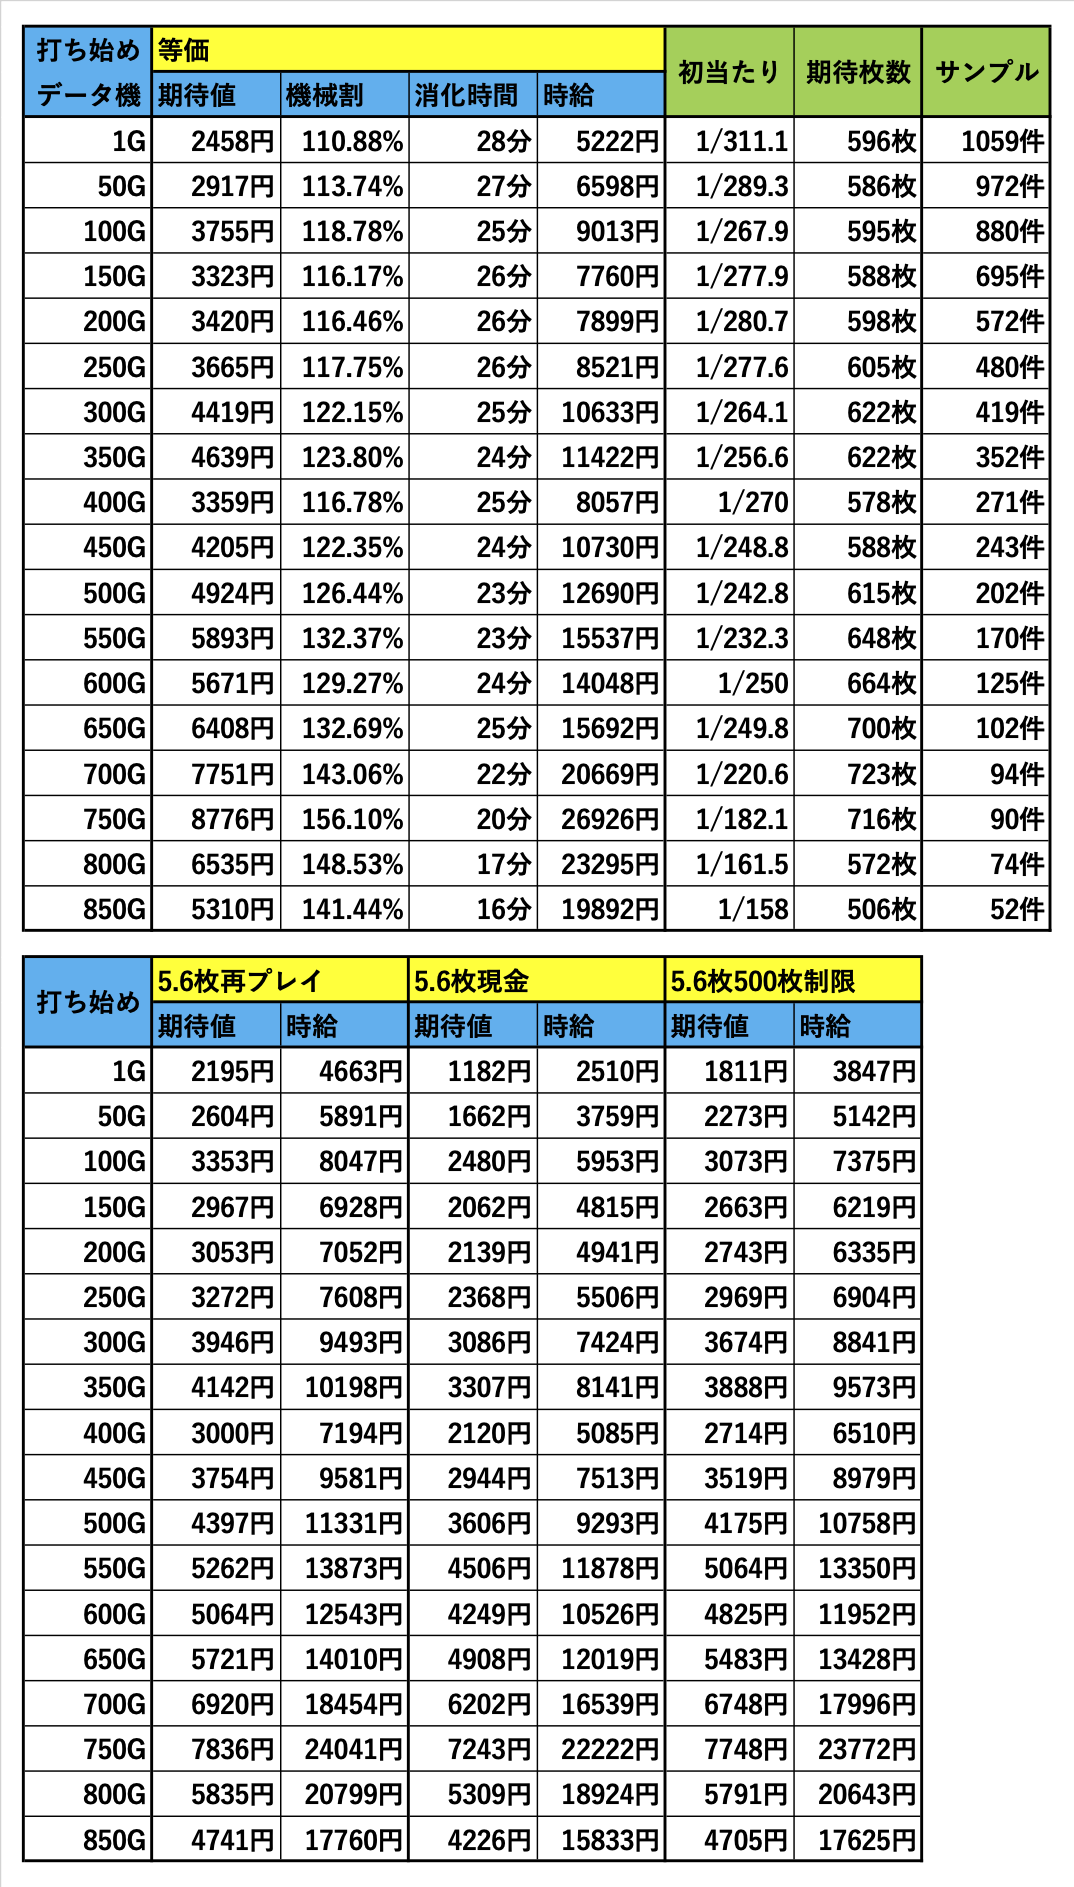 打ち始め 等価 初当たり 期待枚数 サンプル
データ機 期待値 機械割 消化時間 時給
1G 2458円 110.88% 28分 5222円 1/311.1 596枚 1059件
50G 2917円 113.74% 27分 6598円 1/289.3 586枚 972件
100G 3755円 118.78% 25分 9013円 1/267.9 595枚 880件
150G 3323円 116.17% 26分 7760円 1/277.9 588枚 695件
200G 3420円 116.46% 26分 7899円 1/280.7 598枚 572件
250G 3665円 117.75% 26分 8521円 1/277.6 605枚 480件
300G 4419円 122.15% 25分 10633円 1/264.1 622枚 419件
350G 4639円 123.80% 24分 11422円 1/256.6 622枚 352件
400G 3359円 116.78% 25分 8057円 1/270 578枚 271件
450G 4205円 122.35% 24分 10730円 1/248.8 588枚 243件
500G 4924円 126.44% 23分 12690円 1/242.8 615枚 202件
550G 5893円 132.37% 23分 15537円 1/232.3 648枚 170件
600G 5671円 129.27% 24分 14048円 1/250 664枚 125件
650G 6408円 132.69% 25分 15692円 1/249.8 700枚 102件
700G 7751円 143.06% 22分 20669円 1/220.6 723枚 94件
750G 8776円 156.10% 20分 26926円 1/182.1 716枚 90件
800G 6535円 148.53% 17分 23295円 1/161.5 572枚 74件
850G 5310円 141.44% 16分 19892円 1/158 506枚 52件
打ち始め 5.6枚再プレイ 5.6枚現金 5.6枚500枚制限
期待値 時給 期待値 時給 期待値 時給
1G 2195円 4663円 1182円 2510円 1811円 3847円
50G 2604円 5891円 1662円 3759円 2273円 5142円
100G 3353円 8047円 2480円 5953円 3073円 7375円
150G 2967円 6928円 2062円 4815円 2663円 6219円
200G 3053円 7052円 2139円 4941円 2743円 6335円
250G 3272円 7608円 2368円 5506円 2969円 6904円
300G 3946円 9493円 3086円 7424円 3674円 8841円
350G 4142円 10198円 3307円 8141円 3888円 9573円
400G 3000円 7194円 2120円 5085円 2714円 6510円
450G 3754円 9581円 2944円 7513円 3519円 8979円
500G 4397円 11331円 3606円 9293円 4175円 10758円
550G 5262円 13873円 4506円 11878円 5064円 13350円
600G 5064円 12543円 4249円 10526円 4825円 11952円
650G 5721円 14010円 4908円 12019円 5483円 13428円
700G 6920円 18454円 6202円 16539円 6748円 17996円
750G 7836円 24041円 7243円 22222円 7748円 23772円
800G 5835円 20799円 5309円 18924円 5791円 20643円
850G 4741円 17760円 4226円 15833円 4705円 17625円